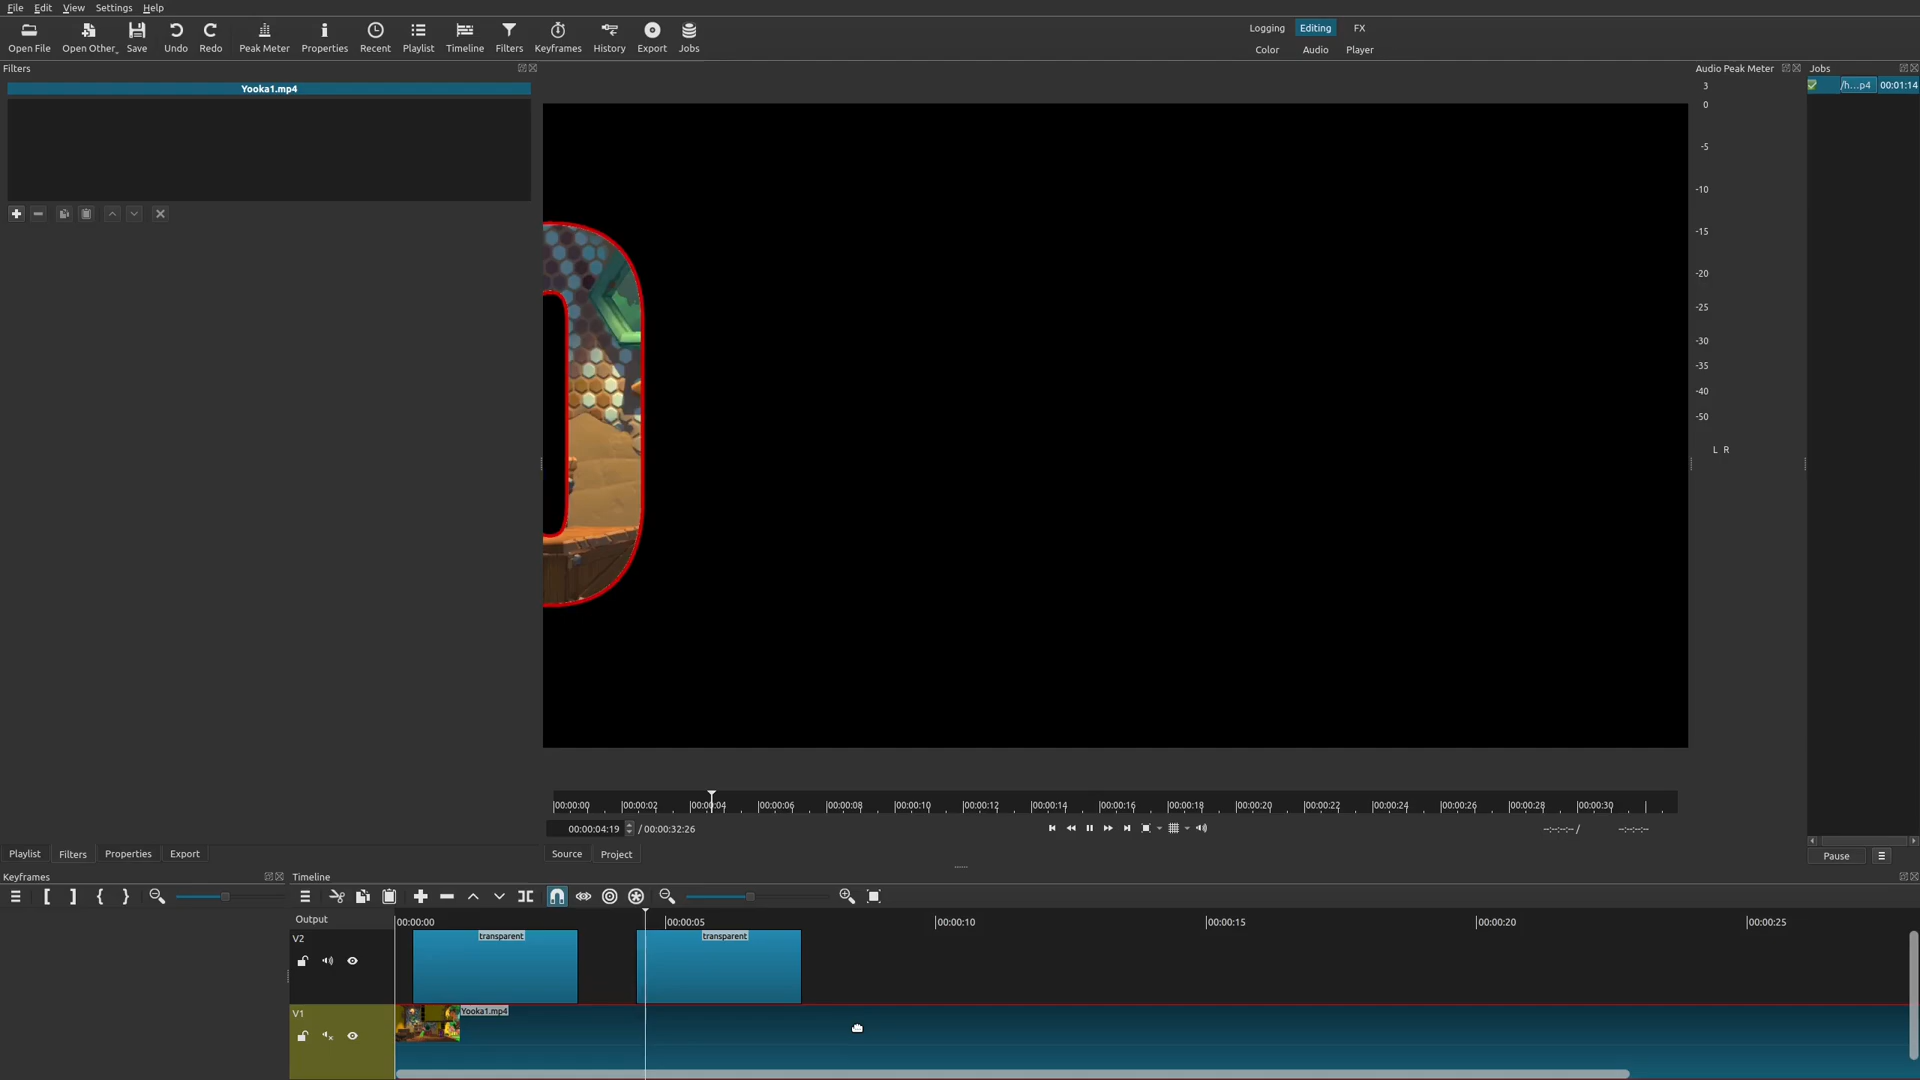 File Edit View Settings Help
Open File Open Other Save Undo Redo Peak Meter Properties Recent Playlist Timeline Filters Keyframes History Export Jobs
Logging Editing FX
Color Audio Player
Filters
Yooka1.mp4
Audio Peak Meter
3
0
-5
-10
-15
-20
-25
-30
-35
-40
-50
L R
Jobs
/h...p4 00:01:14
Pause
00:00:00 00:00:02 00:00:04 00:00:06 00:00:08 00:00:10 00:00:12 00:00:14 00:00:16 00:00:18 00:00:20 00:00:22 00:00:24 00:00:26 00:00:28 00:00:30
00:00:04:19 / 00:00:32:26
--:--:--:-- / --:--:--:--
Playlist Filters Properties Export
Source Project
Keyframes
Timeline
Output
00:00:00 00:00:05 00:00:10 00:00:15 00:00:20 00:00:25
V2
transparent transparent
V1
Yooka1.mp4